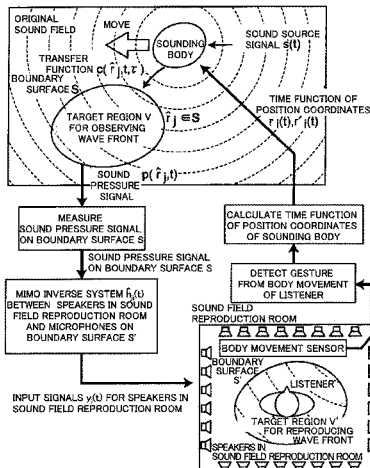 ORIGINAL
SOUND FIELD
MOVE
SOUNDING
BODY
SOUND SOURCE
SIGNAL s(t)
TRANSFER
FUNCTION c(r̂j,t,τ)
BOUNDARY
SURFACE S
r̂j ∈ S
TARGET REGION V
FOR OBSERVING
WAVE FRONT
TIME FUNCTION OF
POSITION COORDINATES
r j(t),r'j(t)
SOUND
PRESSURE
SIGNAL
p(r̂j,t)
MEASURE
SOUND PRESSURE SIGNAL
ON BOUNDARY SURFACE S
SOUND PRESSURE SIGNAL
ON BOUNDARY SURFACE S
MIMO INVERSE SYSTEM
BETWEEN SPEAKERS IN SOUND
FIELD REPRODUCTION ROOM
AND MICROPHONES ON
BOUNDARY SURFACE S'
INPUT SIGNALS yi(t) FOR SPEAKERS IN
SOUND FIELD REPRODUCTION ROOM
CALCULATE TIME FUNCTION
OF POSITION COORDINATES
OF SOUNDING BODY
DETECT GESTURE
FROM BODY MOVEMENT
OF LISTENER
SOUND FIELD
REPRODUCTION ROOM
BODY MOVEMENT SENSOR
BOUNDARY
SURFACE
S'
LISTENER
TARGET REGION V'
FOR REPRODUCING
WAVE FRONT
SPEAKERS IN
SOUND FIELD REPRODUCTION ROOM